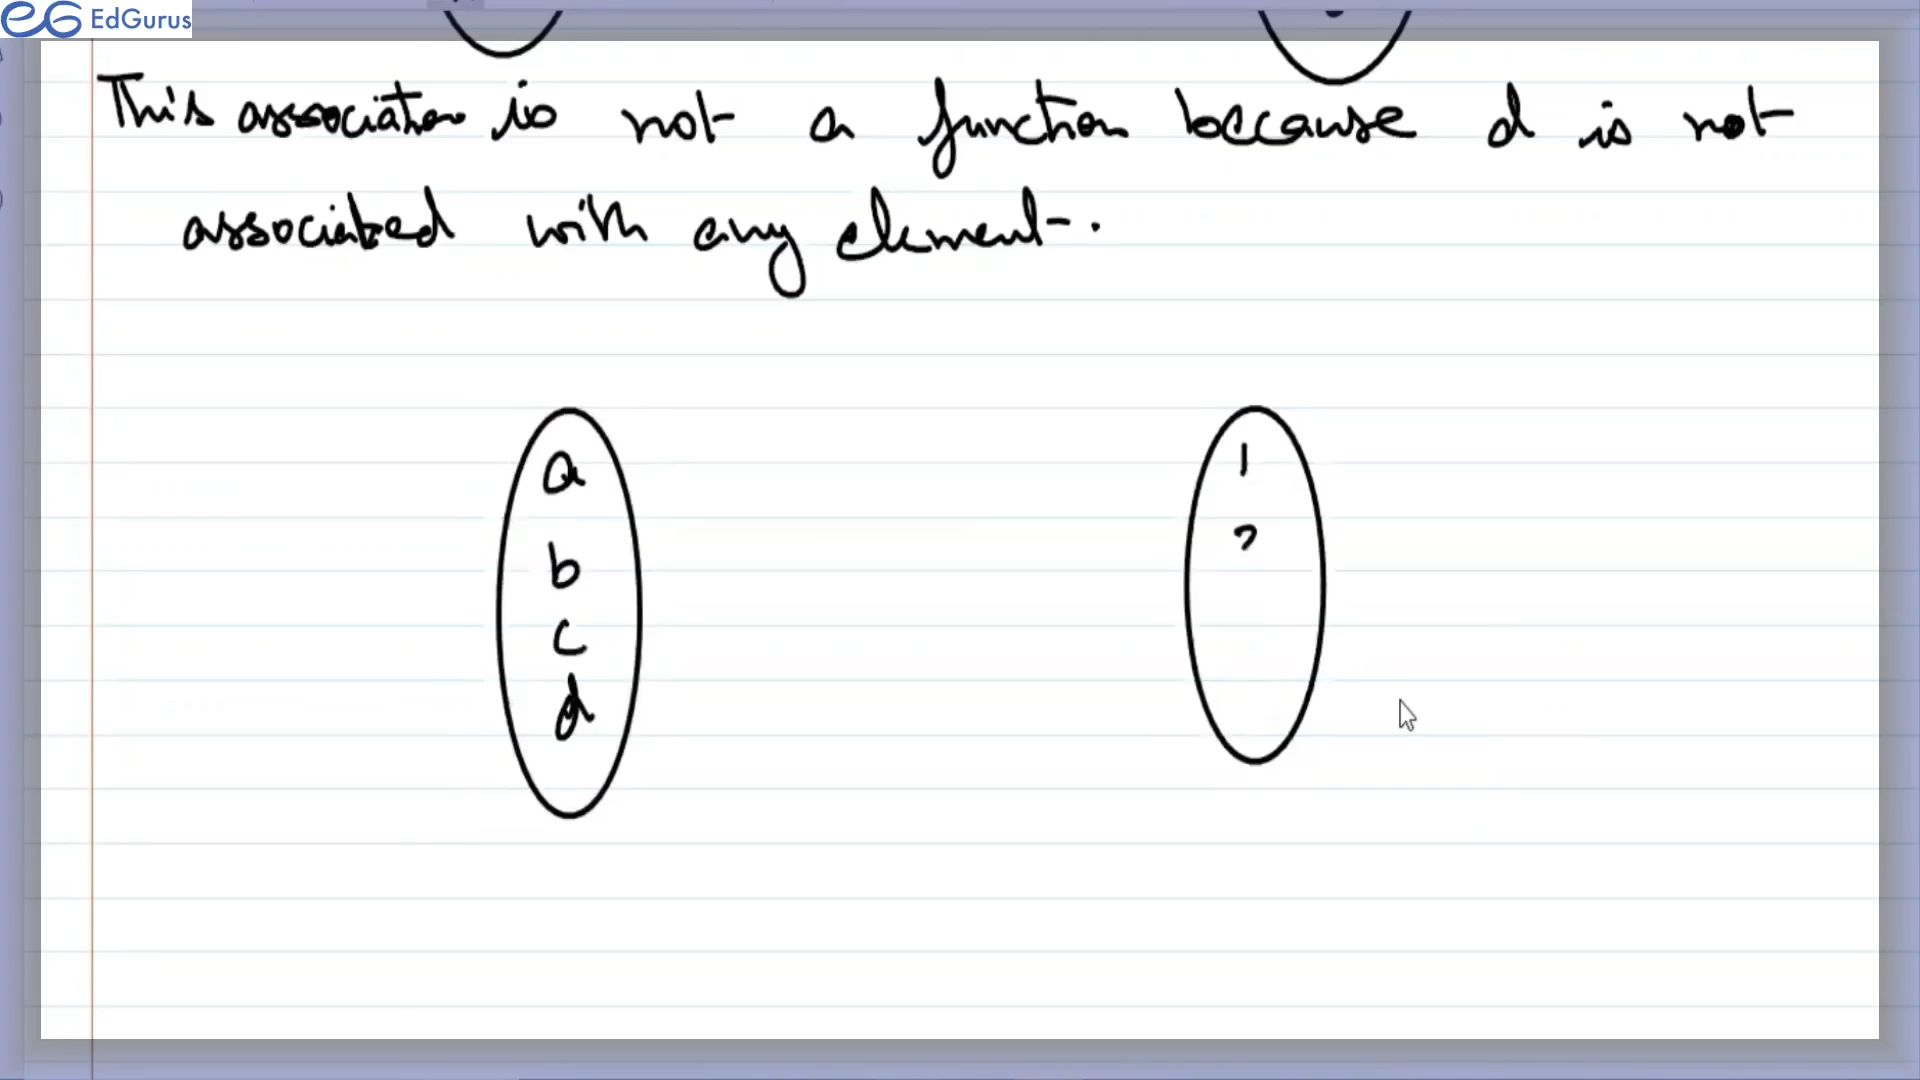 EdGurus
This association is not a function because d is not
associated with any element.
a 1
b 2
c
d